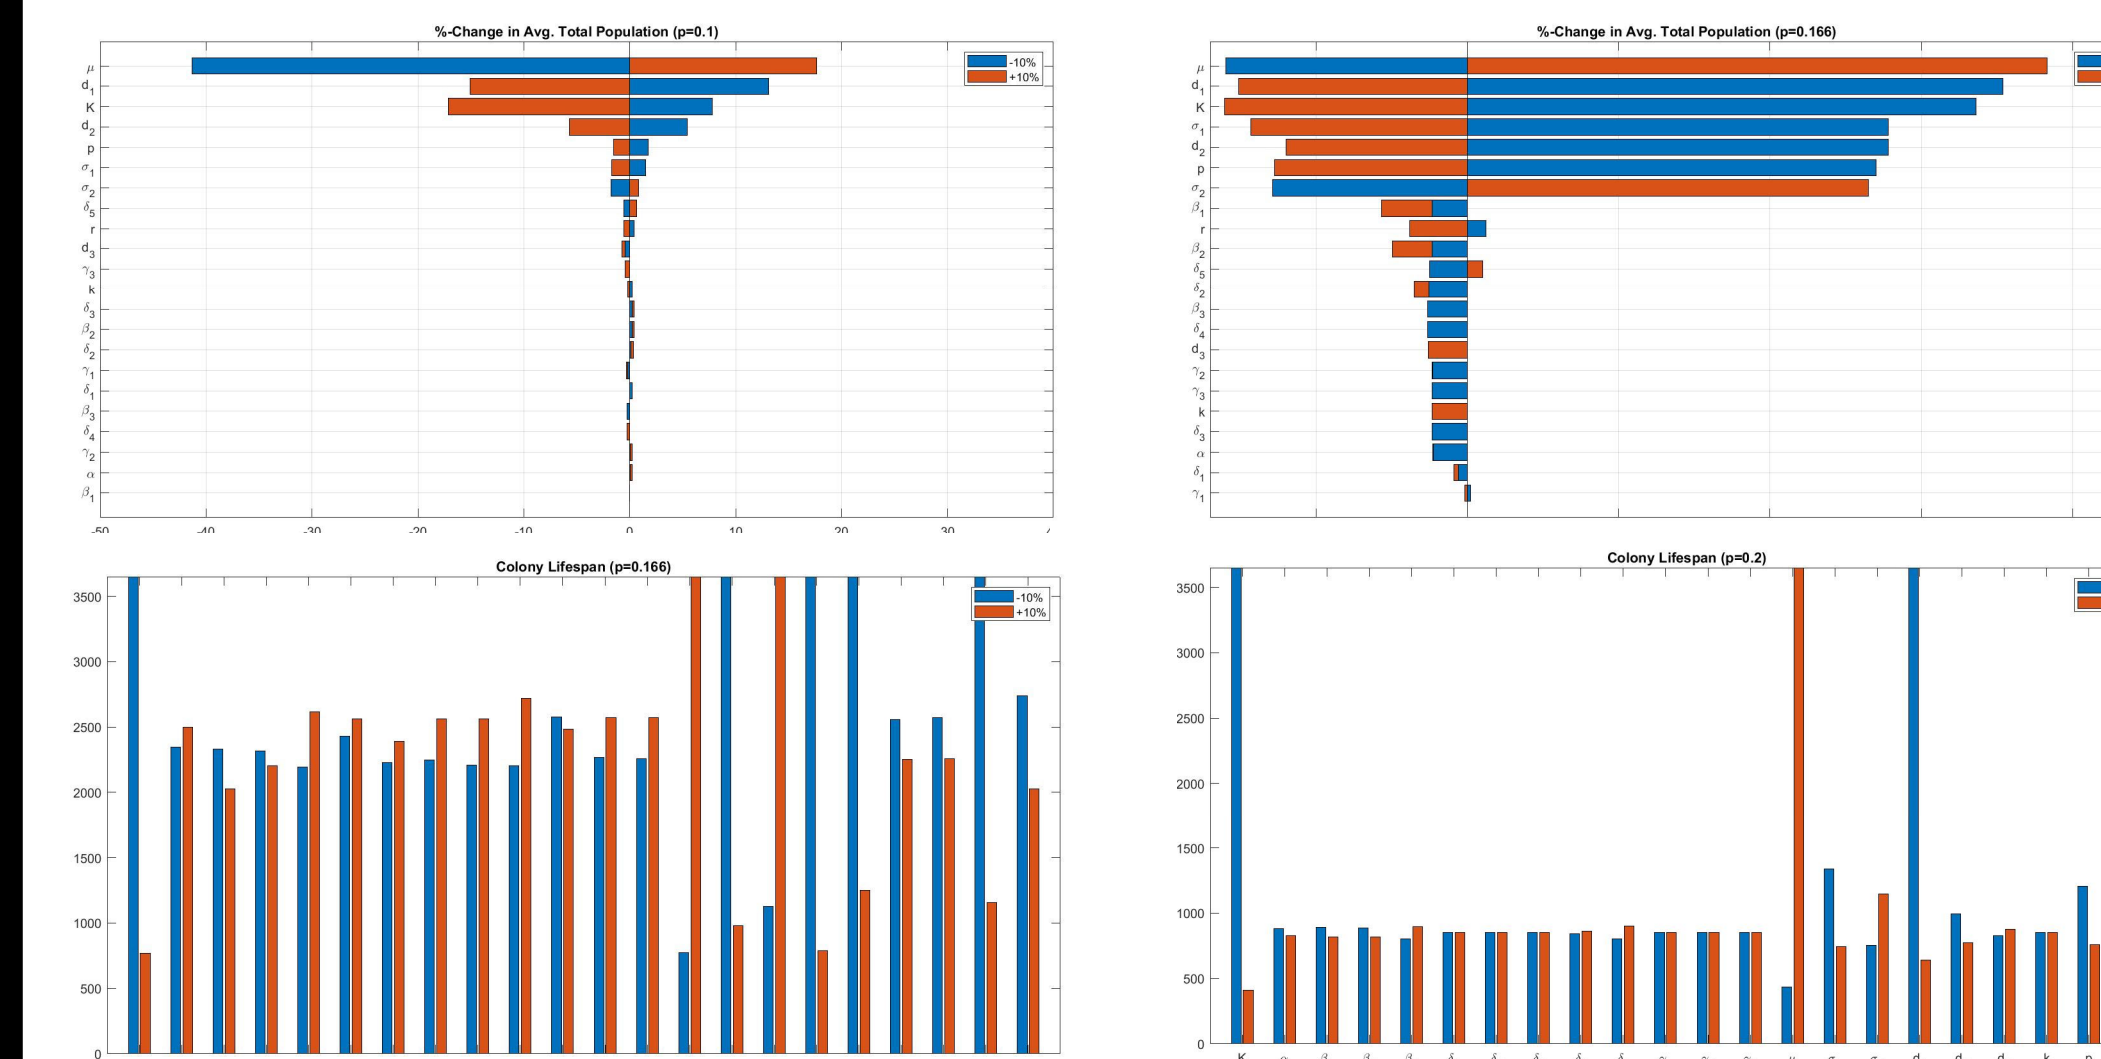 %-Change in Avg. Total Population (p=0.1)
-10%
+10%
μ
d1
K
d2
p
σ1
σ2
δ5
r
d3
γ3
k
δ3
β2
δ2
γ1
δ1
β3
δ4
γ2
α
β1
-50 -40 -30 -20 -10 0 10 20 30
%-Change in Avg. Total Population (p=0.166)
μ
d1
K
σ1
d2
p
σ2
β1
r
β2
δ5
δ2
β3
δ4
d3
γ2
γ3
k
δ3
α
δ1
γ1
Colony Lifespan (p=0.166)
-10%
+10%
3500
3000
2500
2000
1500
1000
500
0
Colony Lifespan (p=0.2)
3500
3000
2500
2000
1500
1000
500
0